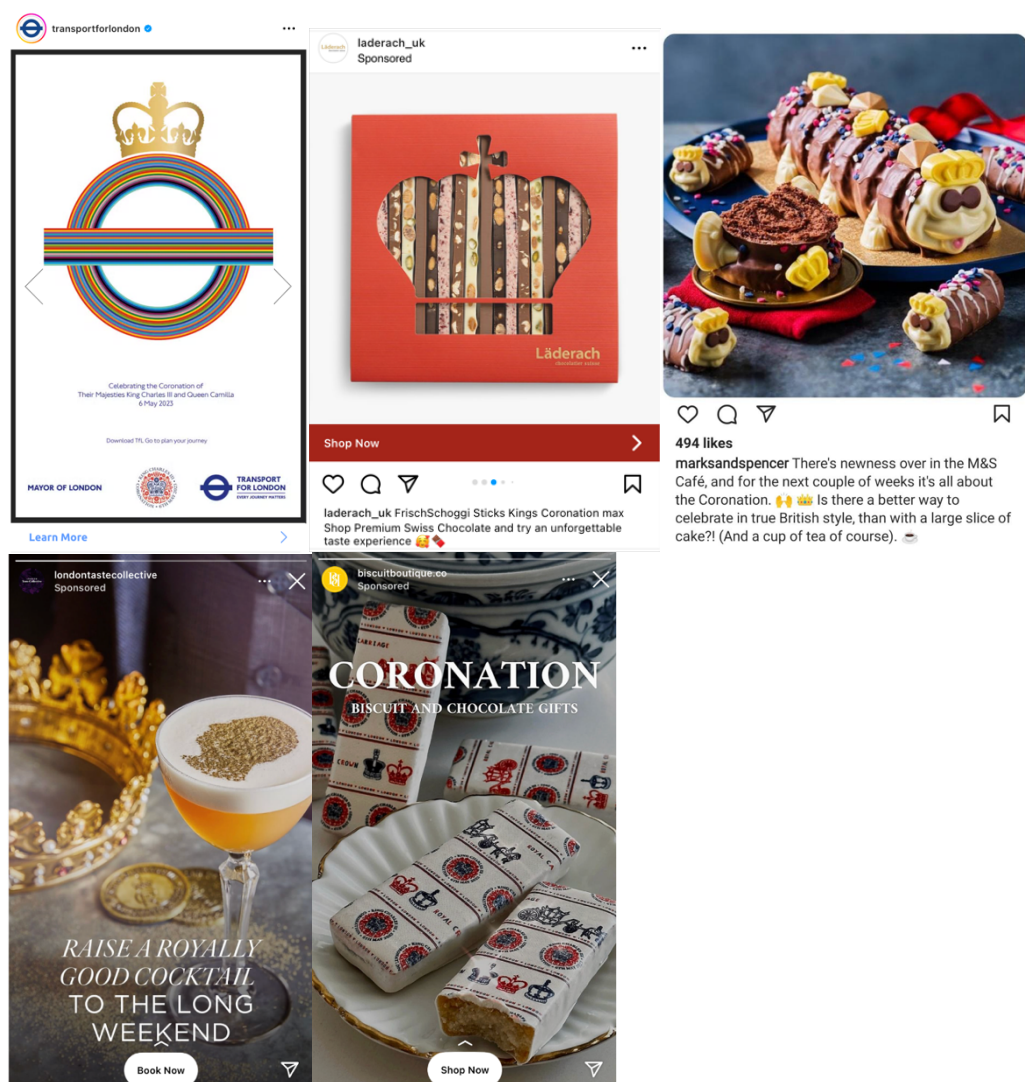 transportforlondon
Celebrating the Coronation of
Their Majesties King Charles III and Queen Camilla
6 May 2023
Download TfL Go to plan your journey
MAYOR OF LONDON
TRANSPORT
FOR LONDON
EVERY JOURNEY MATTERS
Learn More
Läderach
laderach_uk
Sponsored
Läderach
chocolatier suisse
Shop Now
laderach_uk FrischSchoggi Sticks Kings Coronation max
Shop Premium Swiss Chocolate and try an unforgettable
taste experience 🥰🍫
494 likes
marksandspencer There's newness over in the M&S
Café, and for the next couple of weeks it's all about
the Coronation. 🙌 👑 Is there a better way to
celebrate in true British style, than with a large slice of
cake?! (And a cup of tea of course). ☕
londontastecollective
Sponsored
RAISE A ROYALLY
GOOD COCKTAIL
TO THE LONG
WEEKEND
Book Now
biscuitboutique.co
Sponsored
CARRIAGE
CORONATION
BISCUIT AND CHOCOLATE GIFTS
CROWN
ROYAL
ROYAL
ROYAL
Shop Now